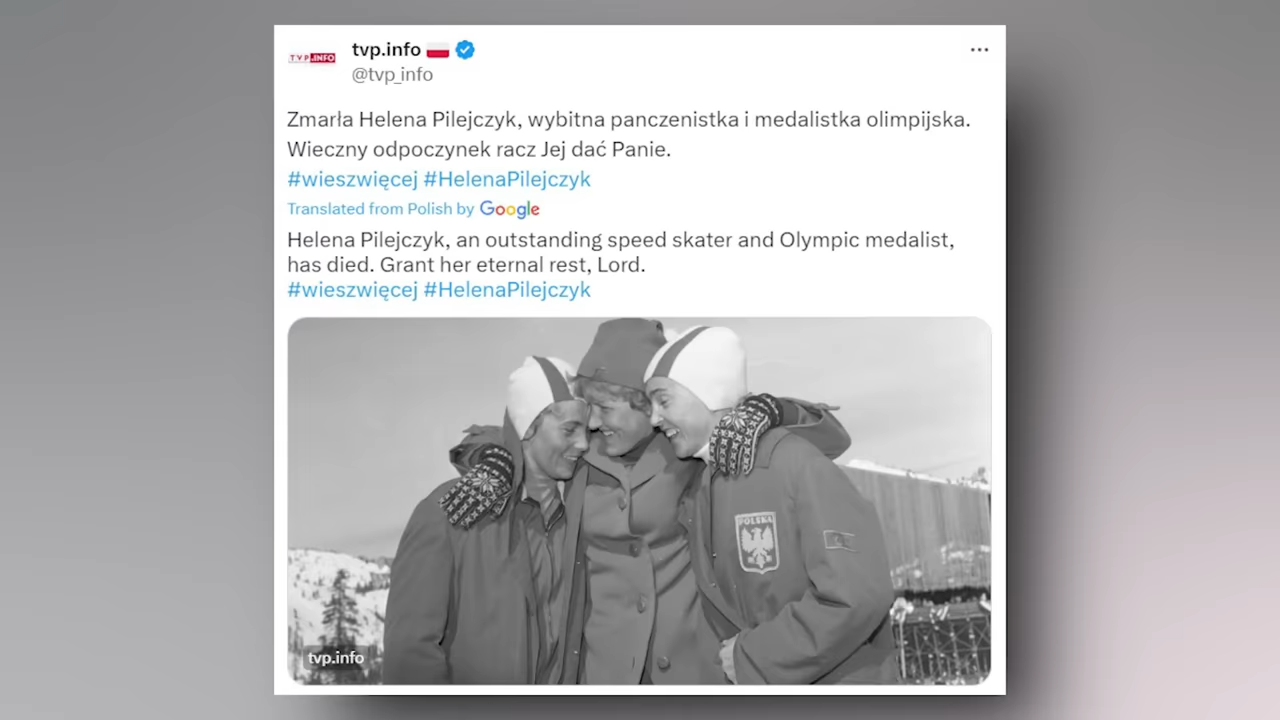 TVP INFO
tvp.info
@tvp_info
Zmarła Helena Pilejczyk, wybitna panczenistka i medalistka olimpijska.
Wieczny odpoczynek racz Jej dać Panie.
#wieszwięcej #HelenaPilejczyk
Translated from Polish by Google
Helena Pilejczyk, an outstanding speed skater and Olympic medalist,
has died. Grant her eternal rest, Lord.
#wieszwięcej #HelenaPilejczyk
POLSKA
tvp.info